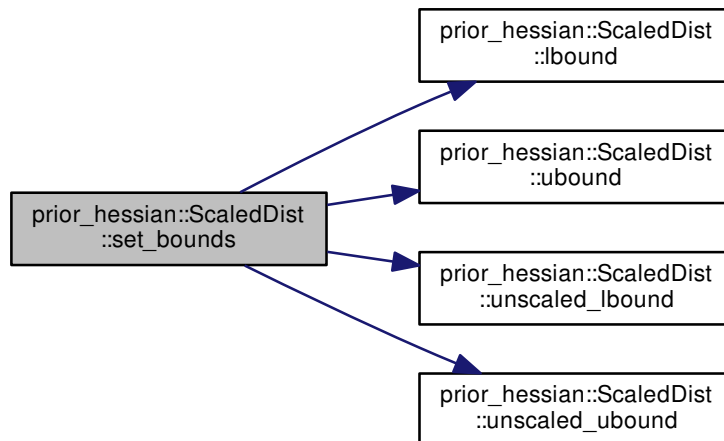 prior_hessian::ScaledDist
::lbound
prior_hessian::ScaledDist
::ubound
prior_hessian::ScaledDist
::set_bounds
prior_hessian::ScaledDist
::unscaled_lbound
prior_hessian::ScaledDist
::unscaled_ubound